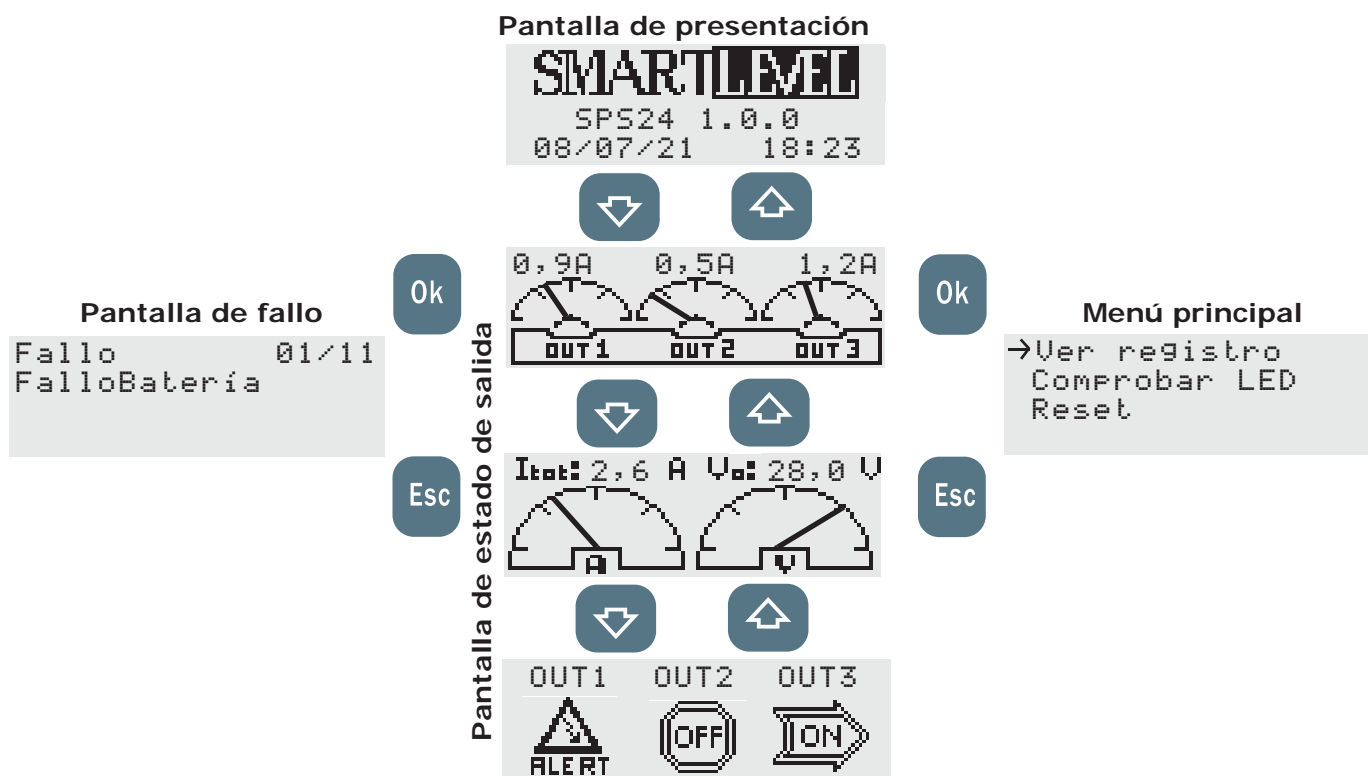 Pantalla de presentación
SMARTLEVEL
SPS24 1.0.0
08/07/21 18:23
Ok
0,9A 0,5A 1,2A
OUT1 OUT2 OUT3
Ok
Pantalla de fallo
Fallo 01/11
FalloBatería
Pantalla de estado de salida
Menú principal
→Ver registro
Comprobar LED
Reset
Esc
Itot: 2,6 A Vo: 28,0 V
A V
Esc
OUT1 OUT2 OUT3
ALERT OFF ON